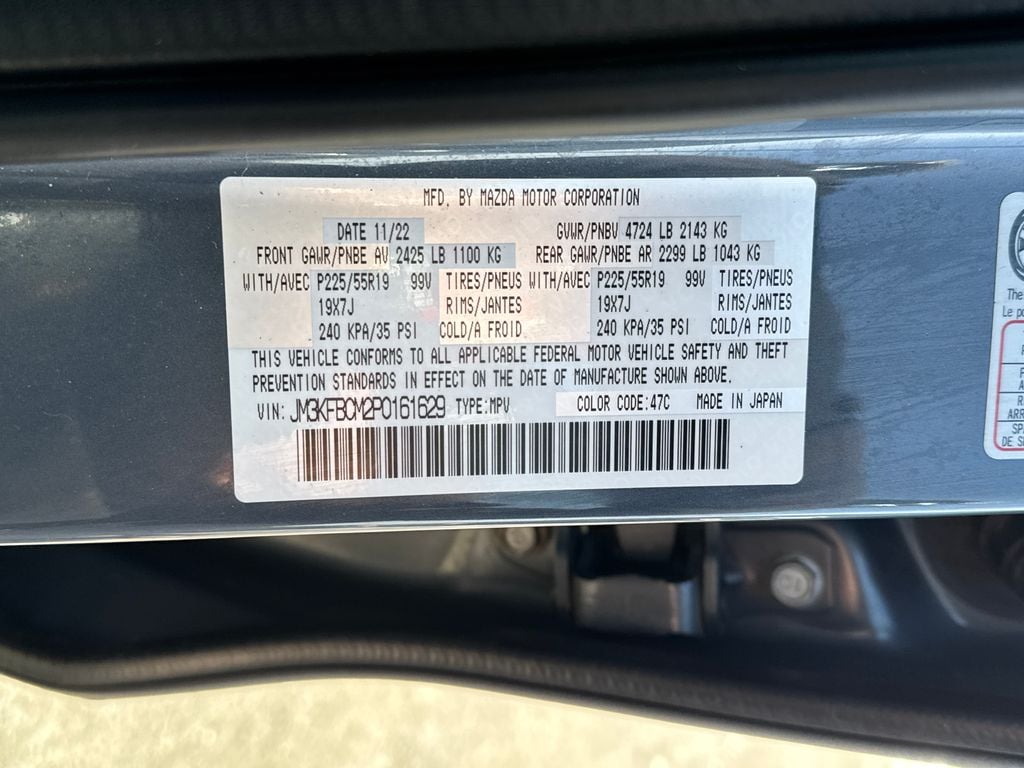 MFD. BY MAZDA MOTOR CORPORATION
DATE 11/22 GVWR/PNBV 4724 LB 2143 KG
FRONT GAWR/PNBE AV 2425 LB 1100 KG REAR GAWR/PNBE AR 2299 LB 1043 KG
WITH/AVEC P225/55R19 99V TIRES/PNEUS WITH/AVEC P225/55R19 99V TIRES/PNEUS
19X7J RIMS/JANTES 19X7J RIMS/JANTES
240 KPA/35 PSI COLD/A FROID 240 KPA/35 PSI COLD/A FROID
THIS VEHICLE CONFORMS TO ALL APPLICABLE FEDERAL MOTOR VEHICLE SAFETY AND THEFT
PREVENTION STANDARDS IN EFFECT ON THE DATE OF MANUFACTURE SHOWN ABOVE.
VIN: JM3KFBCM2P0161629 TYPE:MPV COLOR CODE:47C MADE IN JAPAN
The
Le
ARR
SP
DE S